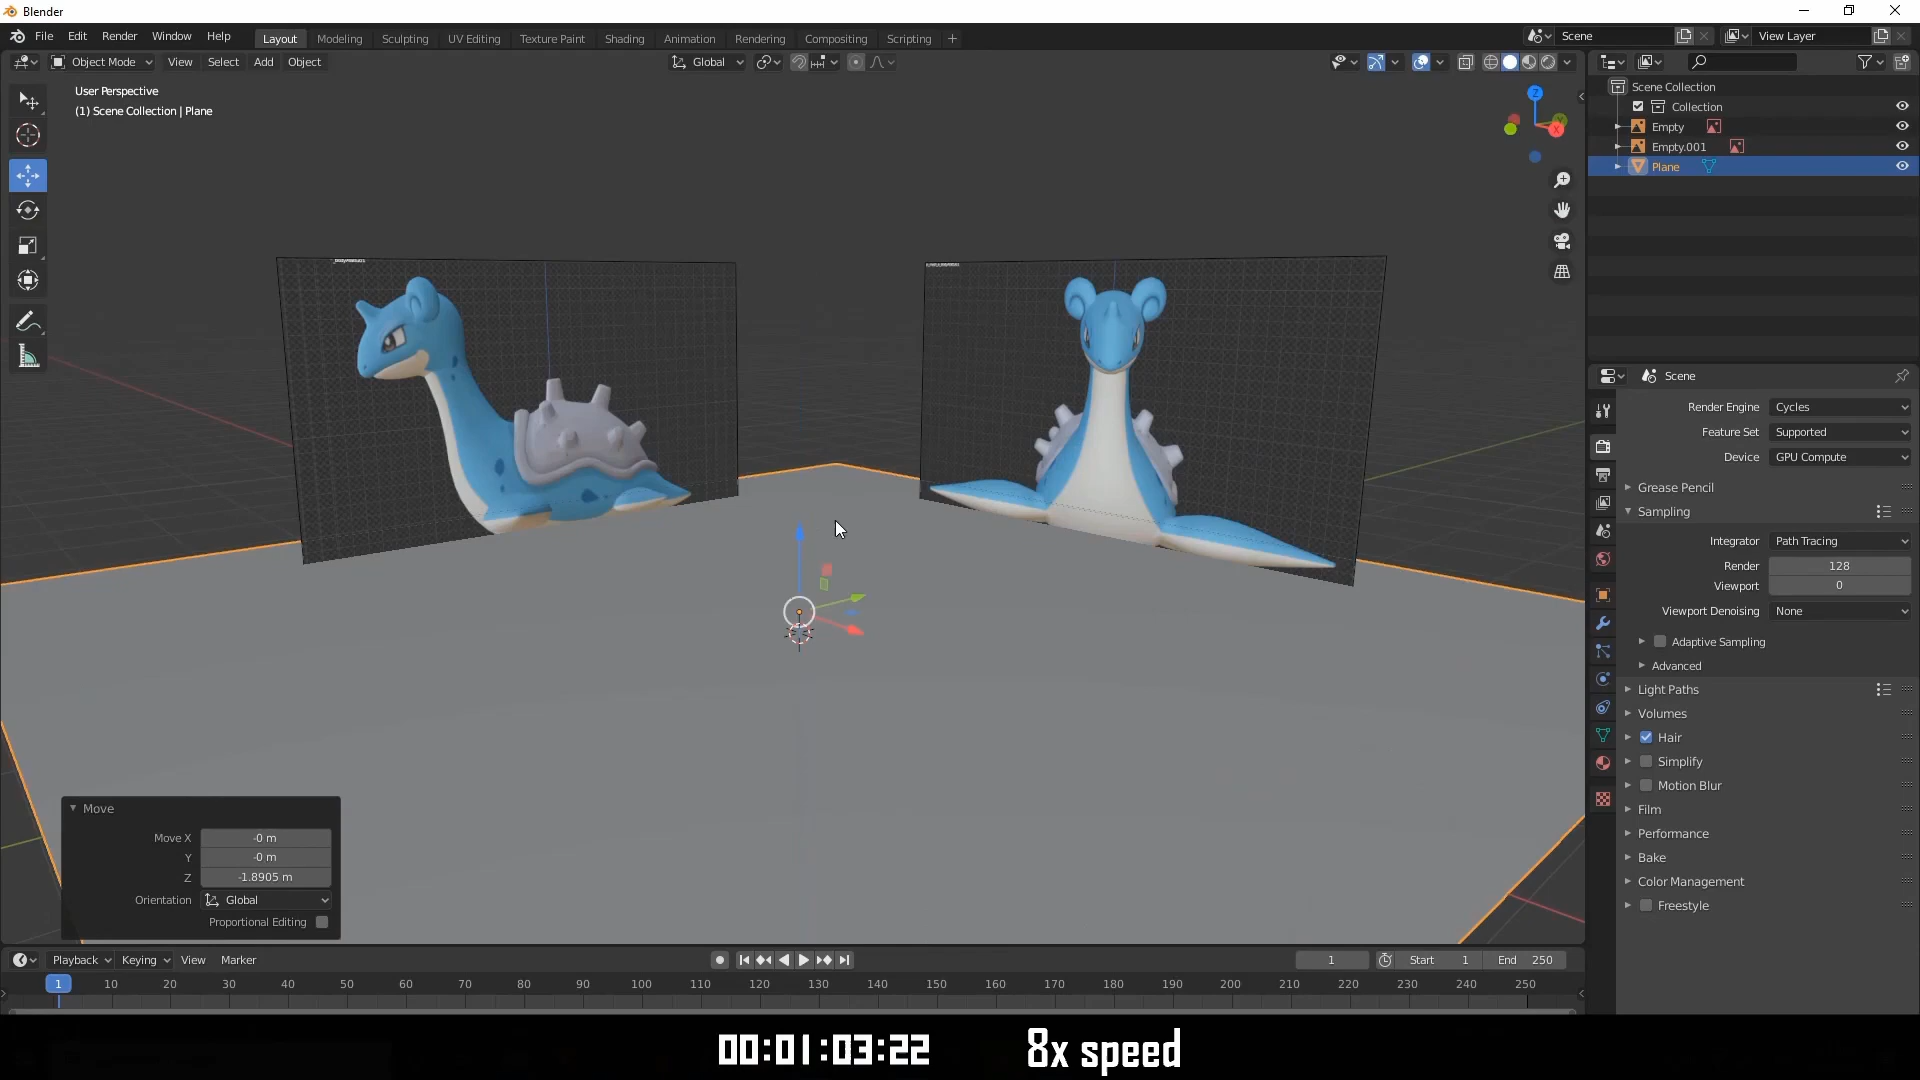 Blender
File Edit Render Window Help
Layout Modeling Sculpting UV Editing Texture Paint Shading Animation Rendering Compositing Scripting +
Scene
View Layer
Object Mode View Select Add Object
Global
User Perspective
(1) Scene Collection | Plane
Z
Y
X
Scene Collection
Collection
Empty
Empty.001
Plane
Scene
Render Engine Cycles
Feature Set Supported
Device GPU Compute
Grease Pencil
Sampling
Integrator Path Tracing
Render 128
Viewport 0
Viewport Denoising None
Adaptive Sampling
Advanced
Light Paths
Volumes
Hair
Simplify
Motion Blur
Film
Performance
Bake
Color Management
Freestyle
Move
Move X -0 m
Y -0 m
Z -1.8905 m
Orientation Global
Proportional Editing
Playback Keying View Marker
1 Start 1 End 250
1 10 20 30 40 50 60 70 80 90 100 110 120 130 140 150 160 170 180 190 200 210 220 230 240 250
00:01:03:22 8x speed